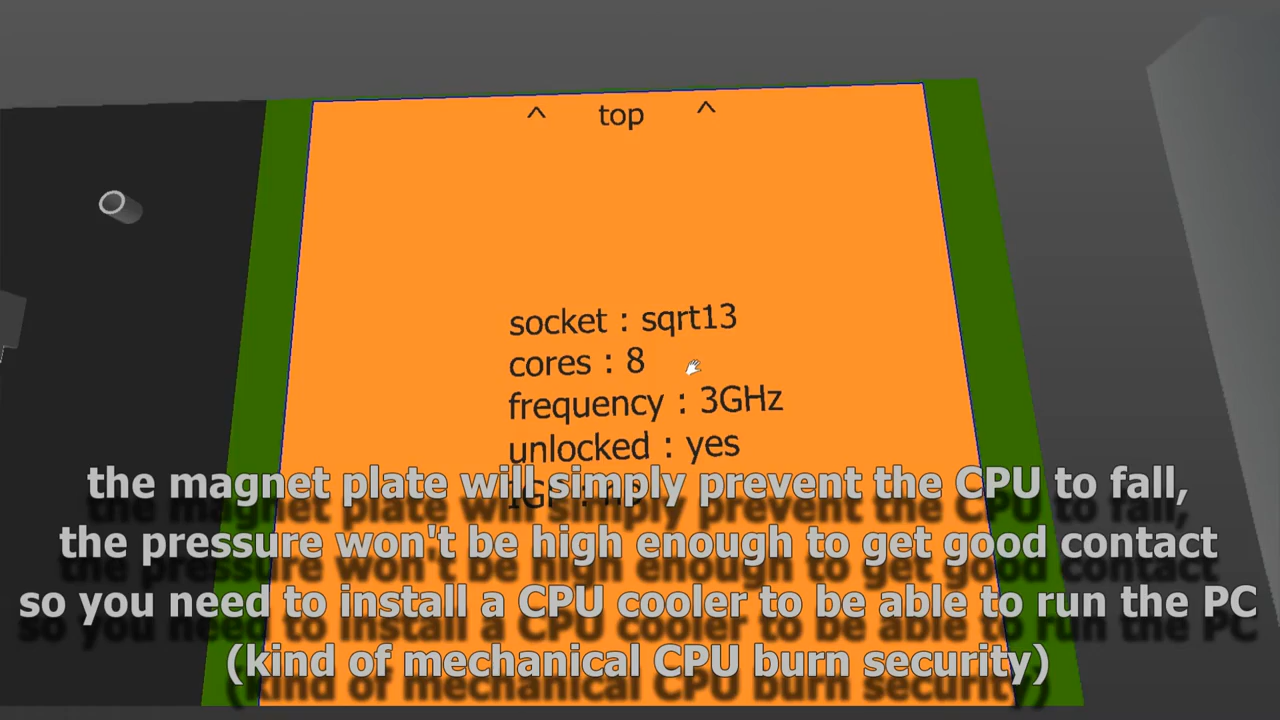 ^ top ^
socket : sqrt13
cores : 8
frequency : 3GHz
unlocked : yes
the magnet plate will simply prevent the CPU to fall,
the pressure won't be high enough to get good contact
so you need to install a CPU cooler to be able to run the PC
(kind of mechanical CPU burn security)